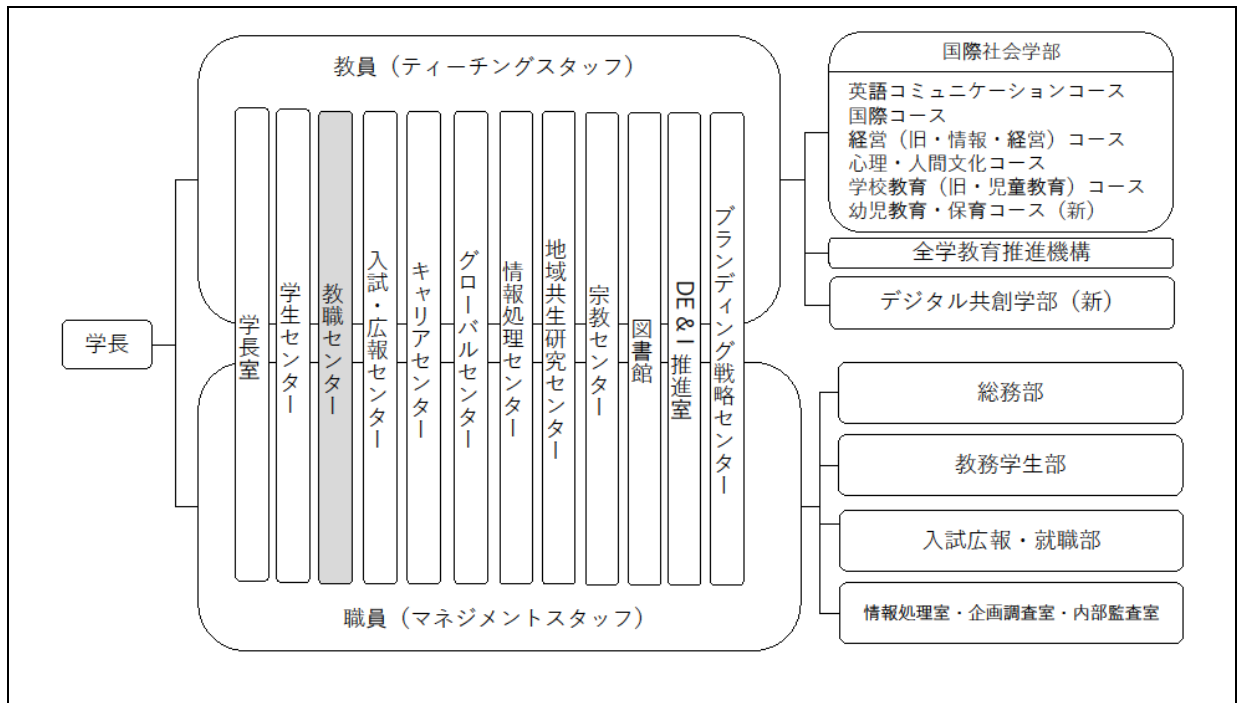 学長
教員（ティーチングスタッフ）
学長室
学生センター
教職センター
入試・広報センター
キャリアセンター
グローバルセンター
情報処理センター
地域共生研究センター
宗教センター
図書館
DE＆I推進室
ブランディング戦略センター
職員（マネジメントスタッフ）
国際社会学部
英語コミュニケーションコース
国際コース
経営（旧・情報・経営）コース
心理・人間文化コース
学校教育（旧・児童教育）コース
幼児教育・保育コース（新）
全学教育推進機構
デジタル共創学部（新）
総務部
教務学生部
入試広報・就職部
情報処理室・企画調査室・内部監査室